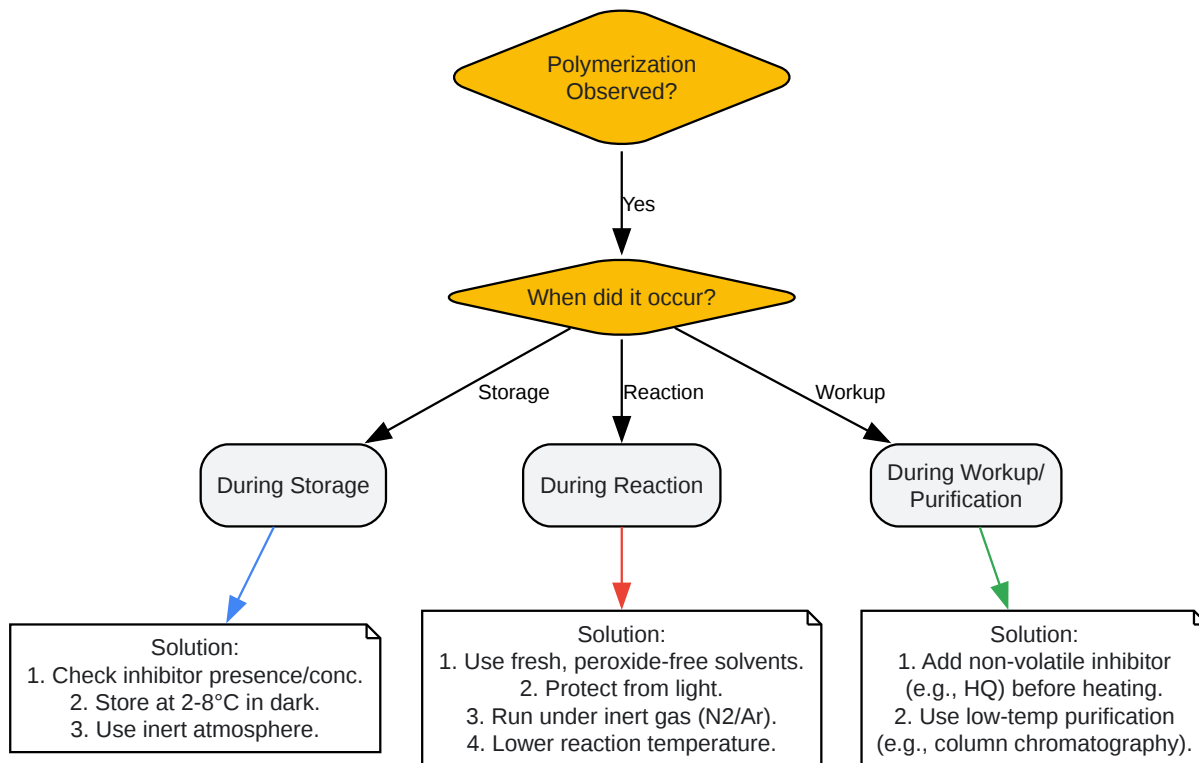 Polymerization
Observed?
Yes
When did it occur?
Storage
Reaction
Workup
During Storage
During Reaction
During Workup/
Purification
Solution:
1. Check inhibitor presence/conc.
2. Store at 2-8°C in dark.
3. Use inert atmosphere.
Solution:
1. Use fresh, peroxide-free solvents.
2. Protect from light.
3. Run under inert gas (N2/Ar).
4. Lower reaction temperature.
Solution:
1. Add non-volatile inhibitor
(e.g., HQ) before heating.
2. Use low-temp purification
(e.g., column chromatography).